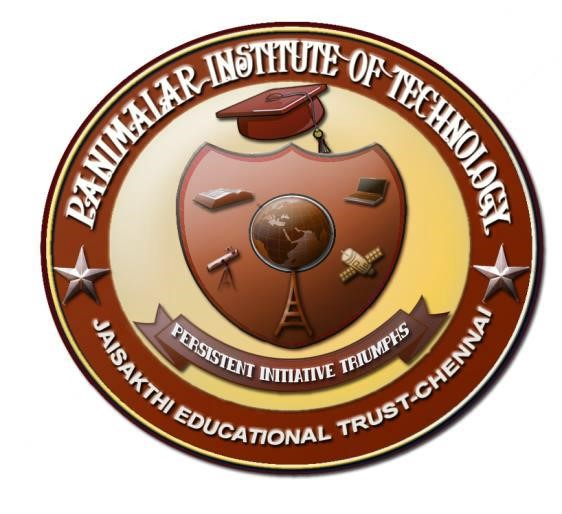 PANIMALAR INSTITUTE OF TECHNOLOGY
PERSISTENT INITIATIVE TRIUMPHS
JAISAKTHI EDUCATIONAL TRUST-CHENNAI